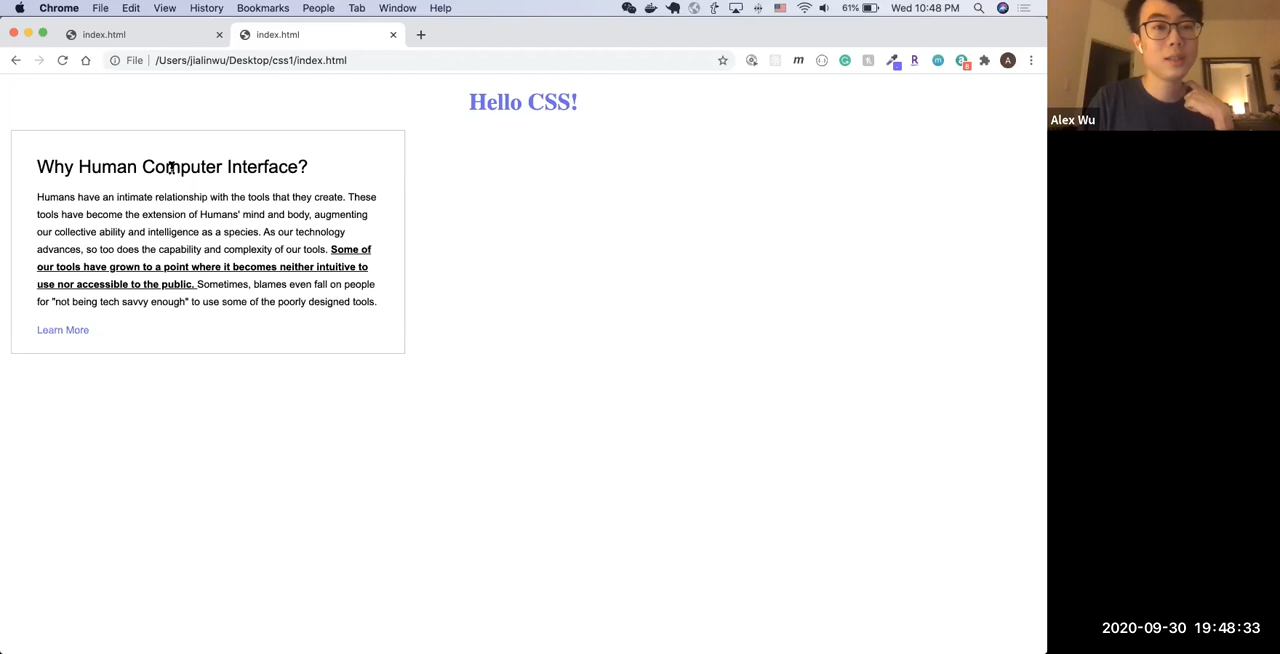 Chrome File Edit View History Bookmarks People Tab Window Help 61% Wed 10:48 PM
index.html index.html
File /Users/jialinwu/Desktop/css1/index.html
Hello CSS!
Why Human Computer Interface?
Humans have an intimate relationship with the tools that they create. These
tools have become the extension of Humans' mind and body, augmenting
our collective ability and intelligence as a species. As our technology
advances, so too does the capability and complexity of our tools. Some of
our tools have grown to a point where it becomes neither intuitive to
use nor accessible to the public. Sometimes, blames even fall on people
for "not being tech savvy enough" to use some of the poorly designed tools.
Learn More
Alex Wu
2020-09-30 19:48:33